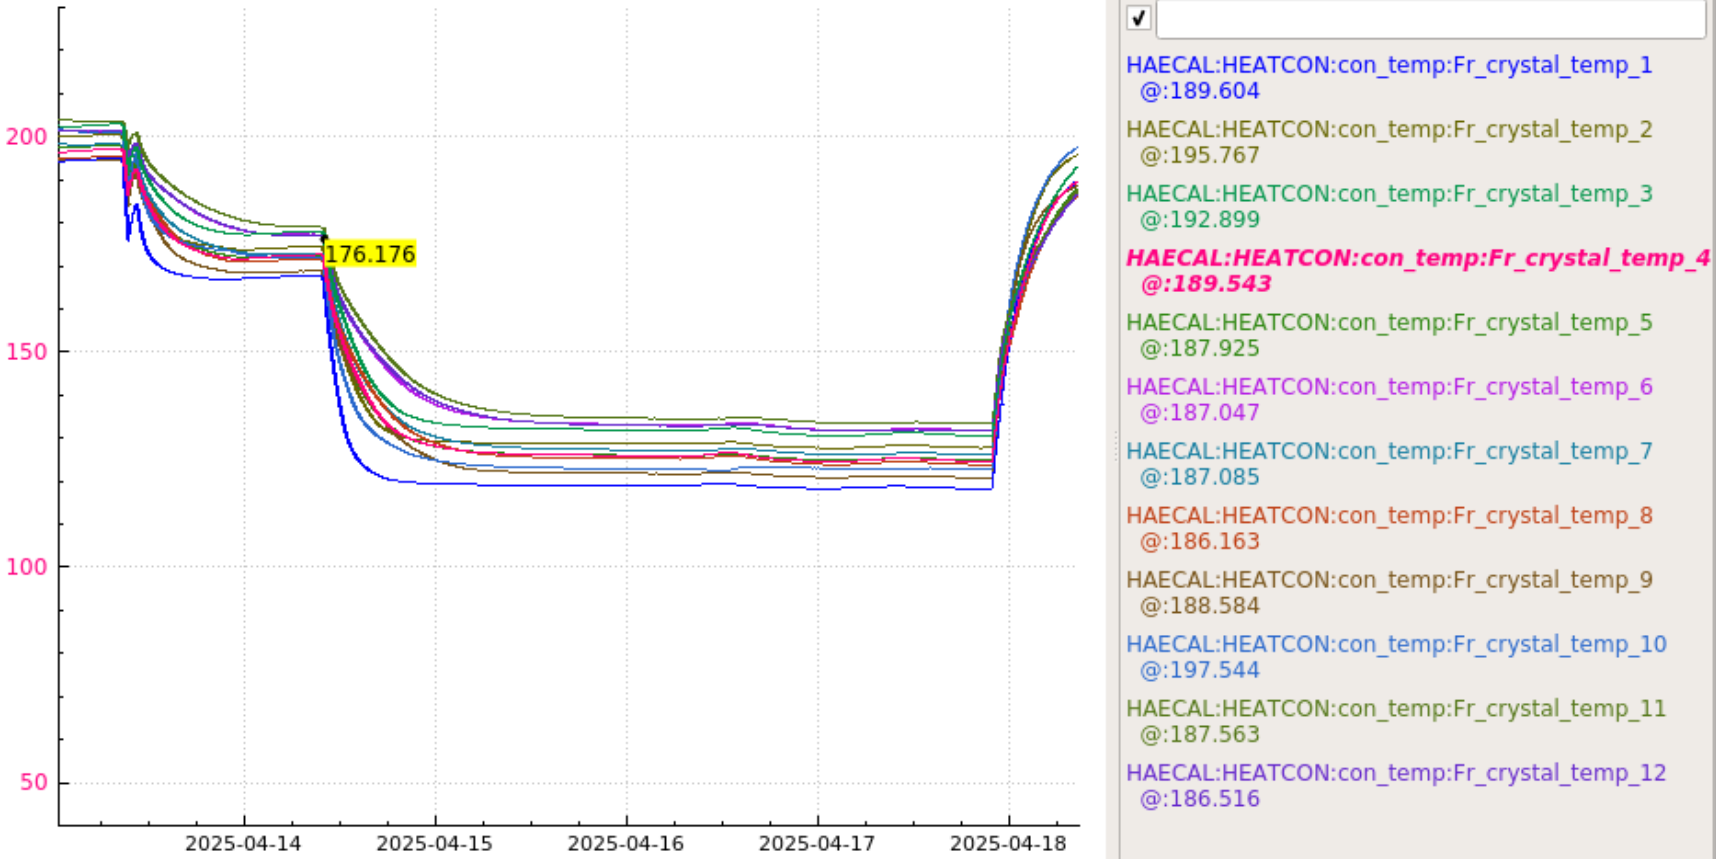 200
150
100
50
176.176
2025-04-14 2025-04-15 2025-04-16 2025-04-17 2025-04-18
HAECAL:HEATCON:con_temp:Fr_crystal_temp_1
@:189.604
HAECAL:HEATCON:con_temp:Fr_crystal_temp_2
@:195.767
HAECAL:HEATCON:con_temp:Fr_crystal_temp_3
@:192.899
HAECAL:HEATCON:con_temp:Fr_crystal_temp_4
@:189.543
HAECAL:HEATCON:con_temp:Fr_crystal_temp_5
@:187.925
HAECAL:HEATCON:con_temp:Fr_crystal_temp_6
@:187.047
HAECAL:HEATCON:con_temp:Fr_crystal_temp_7
@:187.085
HAECAL:HEATCON:con_temp:Fr_crystal_temp_8
@:186.163
HAECAL:HEATCON:con_temp:Fr_crystal_temp_9
@:188.584
HAECAL:HEATCON:con_temp:Fr_crystal_temp_10
@:197.544
HAECAL:HEATCON:con_temp:Fr_crystal_temp_11
@:187.563
HAECAL:HEATCON:con_temp:Fr_crystal_temp_12
@:186.516